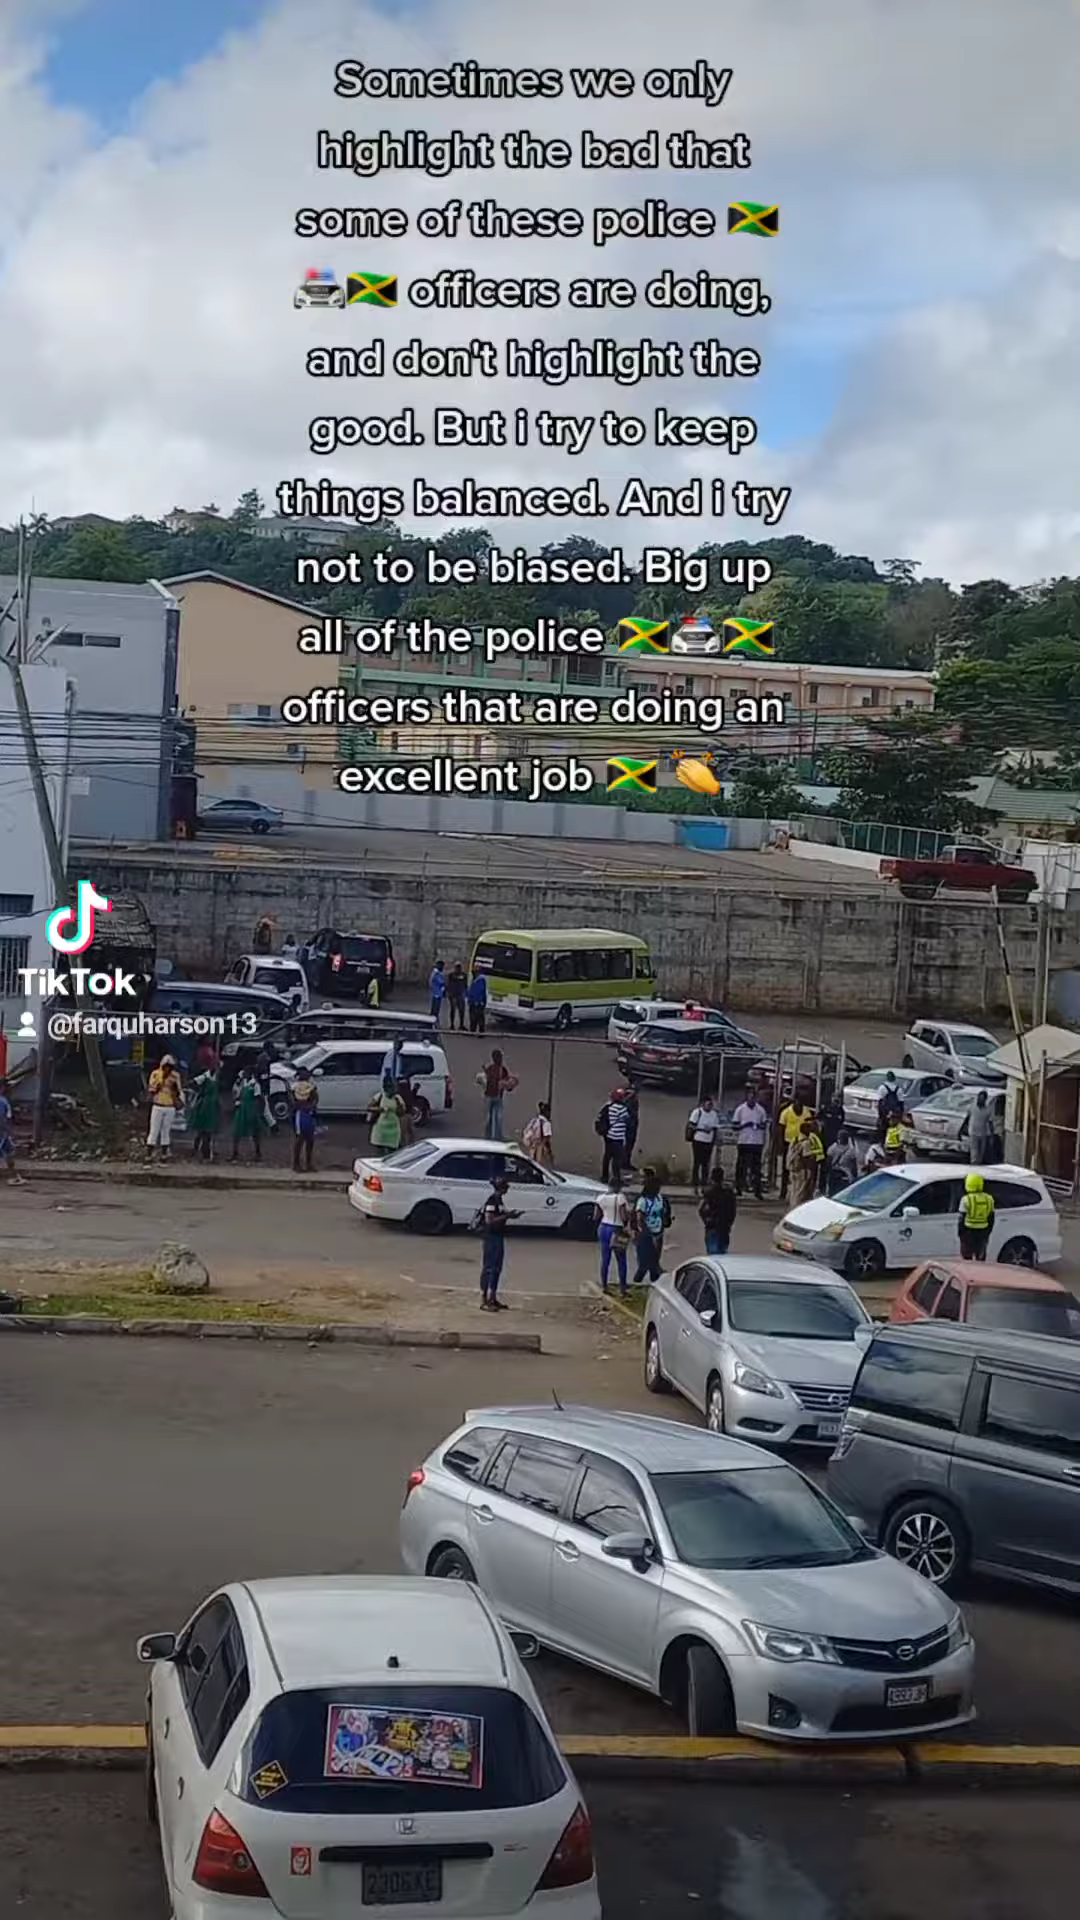 Sometimes we only
highlight the bad that
some of these police 🇯🇲
🚔🇯🇲 officers are doing,
and don't highlight the
good. But i try to keep
things balanced. And i try
not to be biased. Big up
all of the police 🇯🇲🚔🇯🇲
officers that are doing an
excellent job 🇯🇲 👏
TikTok
@farquharson13
2306KE